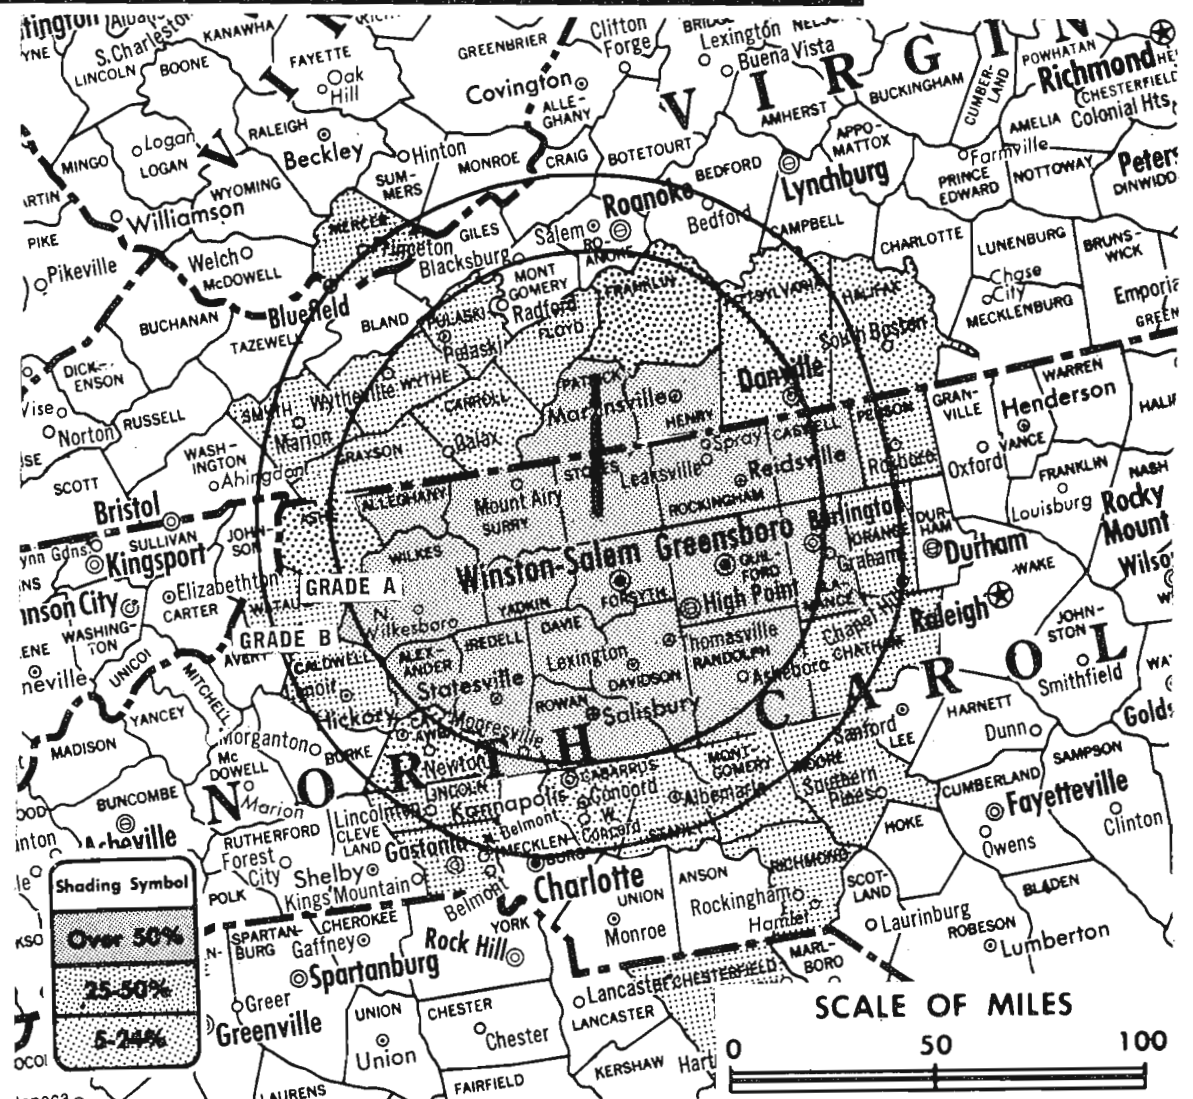 S. Charleston
KANAWHA
LINCOLN
BOONE
FAYETTE
Oak
Hill
GREENBRIER
Clifton
Forge
Lexington
Buena Vista
Covington
ALLE-
GHANY
V I R G I N
AMHERST
BUCKINGHAM
CUMBER-
LAND
POWHATAN
Richmond
CHESTERFIELD
Colonial Hts.
AMELIA
APPO-
MATTOX
Logan
LOGAN
MINGO
RALEIGH
Beckley
Hinton
SUM-
MERS
MONROE
CRAIG
BOTETOURT
BEDFORD
Lynchburg
Farmville
PRINCE
EDWARD
NOTTOWAY
WYOMING
Williamson
PIKE
Pikeville
MERCER
Princeton
GILES
Roanoke
Salem
RO-
ANOKE
Bedford
CAMPBELL
CHARLOTTE
LUNENBURG
BRUNS-
WICK
Welch
McDOWELL
Blacksburg
MONT
GOMERY
Radford
FRANKLIN
HALIFAX
South Boston
Chase
City
MECKLENBURG
Emporia
BUCHANAN
Bluefield
TAZEWELL
BLAND
PULASKI
Pulaski
FLOYD
DICK-
ENSON
RUSSELL
SMYTH
Marion
Wytheville
WYTHE
CARROLL
Galax
PATRICK
Martinsville
HENRY
Danville
Norton
SCOTT
WASH-
INGTON
Abingdon
GRAYSON
GRAN-
VILLE
WARREN
Henderson
VANCE
Oxford
FRANKLIN
NASH
Louisburg
Rocky
Mount
Bristol
SULLIVAN
Kingsport
JOHN-
SON
ASHE
ALLEGHANY
Mount Airy
SURRY
STOKES
Leaksville
Spray
CASWELL
PERSON
Roxboro
Reidsville
ROCKINGHAM
WILKES
Winston-Salem
Greensboro
GUIL-
FORD
FORSYTH
High Point
Burlington
Graham
ORANGE
DUR-
HAM
Durham
WAKE
Elizabethton
CARTER
WASHING-
TON
UNICOI
GRADE A
GRADE B
N
Wilkesboro
YADKIN
DAVIE
IREDELL
ALEX-
ANDER
Statesville
Lexington
DAVIDSON
Thomasville
RANDOLPH
Asheboro
Chapel Hill
CHATHAM
Raleigh
JOHN-
STON
Smithfield
AVERY
MITCHELL
YANCEY
MADISON
CALDWELL
Lenoir
Hickory
Morganton
BURKE
Newton
Mooresville
ROWAN
Salisbury
N O R T H C A R O L
Sanford
LEE
HARNETT
Dunn
SAMPSON
BUNCOMBE
Asheville
Mc
DOWELL
Marion
RUTHERFORD
Forest
City
LINCOLN
Lincolnton
Kannapolis
CABARRUS
Concord
W.
Concord
Albemarle
STANLY
MONT-
GOMERY
MOORE
Southern
Pines
CUMBERLAND
Fayetteville
Owens
Clinton
HOKE
CLEVE
LAND
Shelby
Kings Mountain
Gastonia
Belmont
MECKLEN
BURG
Belmont
Charlotte
UNION
Monroe
ANSON
RICHMOND
Rockingham
Hamlet
SCOT-
LAND
Laurinburg
BLADEN
ROBESON
Lumberton
POLK
SPARTAN-
BURG
CHEROKEE
Gaffney
Spartanburg
YORK
Rock Hill
Lancaster
LANCASTER
CHESTERFIELD
MARL-
BORO
Greer
Greenville
UNION
Union
CHESTER
Chester
FAIRFIELD
KERSHAW
LAURENS
Shading Symbol
Over 50%
25-50%
5-24%
SCALE OF MILES
0 50 100